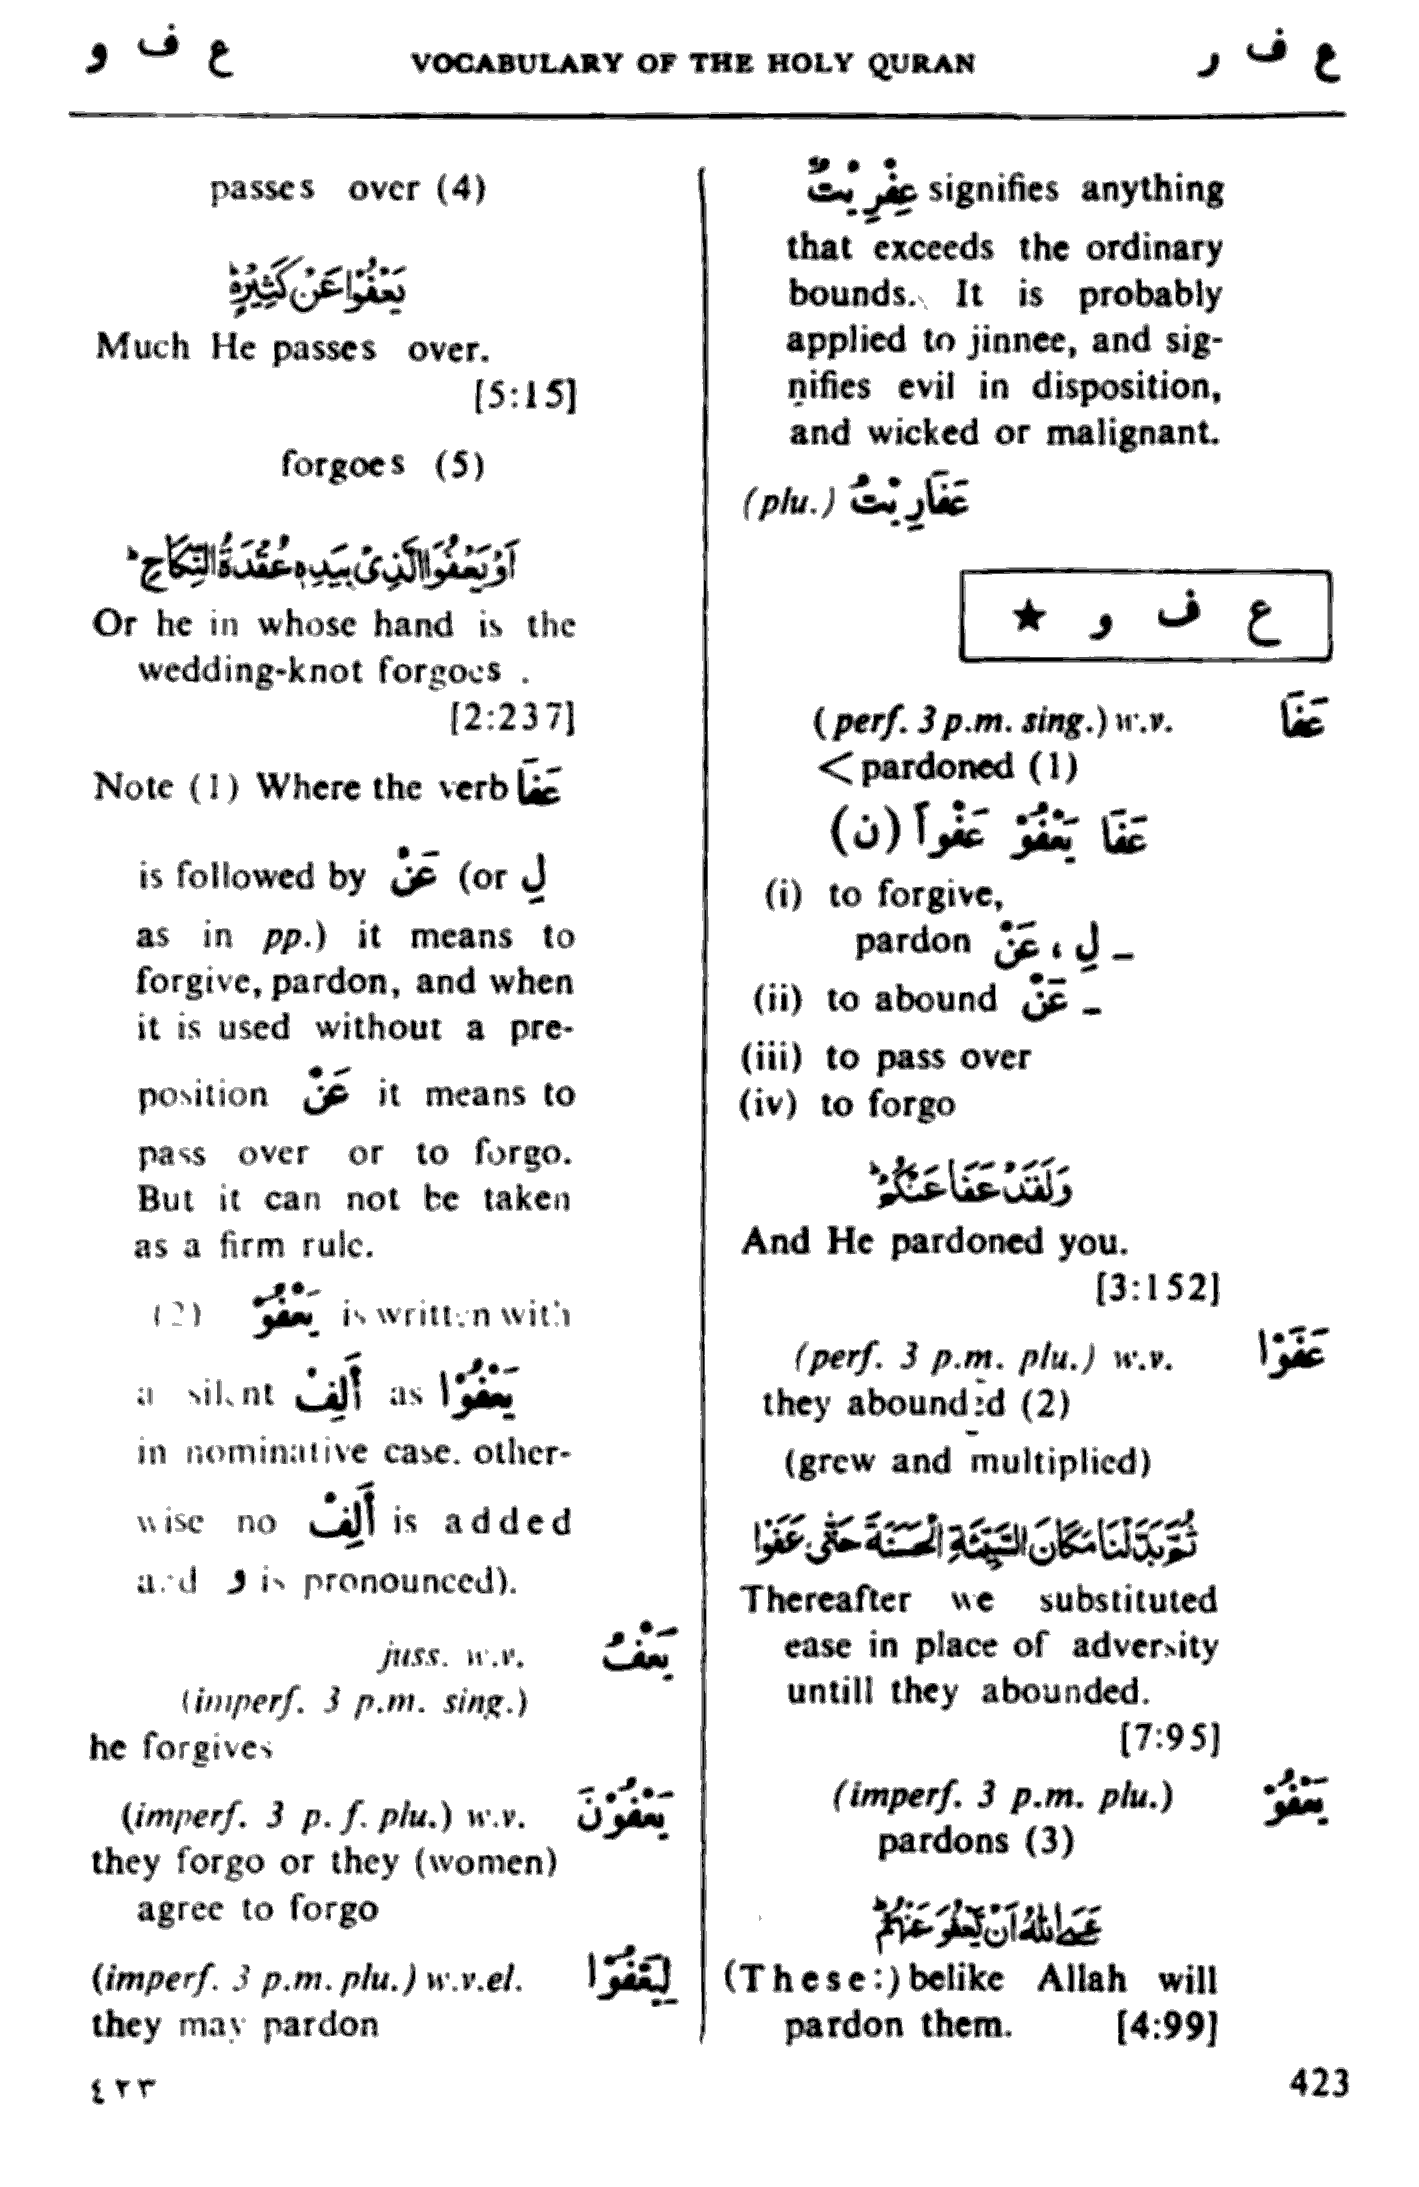 ع ف و VOCABULARY OF THE HOLY QURAN ع ف ر
عِفْرِيْتٌ signifies anything
that exceeds the ordinary
bounds. It is probably
applied to jinnee, and sig-
nifies evil in disposition,
and wicked or malignant.
(plu.) عَفَارِيْتُ
★ ع ف و
(perf. 3 p.m. sing.) w.v. عَفَا
< pardoned (1)
عَفَا يَعْفُوْ عَفْواً (ن)
(i) to forgive,
pardon عَنْ ، لِ _
(ii) to abound عَنْ _
(iii) to pass over
(iv) to forgo
وَلَقَدْ عَفَا عَنْكُمْ ؕ
And He pardoned you.
[3:152]
(perf. 3 p.m. plu.) w.v. عَفَوْا
they abounded (2)
(grew and multiplied)
ثُمَّ بَدَّلْنَا مَكَانَ السَّيِّئَةِ الْحَسَنَةَ حَتّٰى عَفَوْا
Thereafter we substituted
ease in place of adversity
untill they abounded.
[7:95]
(imperf. 3 p.m. plu.) يَعْفُوْ
pardons (3)
عَسَى اللّٰهُ اَنْ يَّعْفُوَ عَنْهُمْ ؕ
(These:) belike Allah will
pardon them. [4:99]
passes over (4)
يَعْفُوْا عَنْ كَثِيْرٍ ؕ
Much He passes over.
[5:15]
forgoes (5)
اَوْ يَعْفُوَا الَّذِىْ بِيَدِهٖ عُقْدَةُ النِّكَاحِ ؕ
Or he in whose hand is the
wedding-knot forgoes .
[2:237]
Note (1) Where the verb عَفَا
is followed by عَنْ (or لِ
as in pp.) it means to
forgive, pardon, and when
it is used without a pre-
position عَنْ it means to
pass over or to forgo.
But it can not be taken
as a firm rule.
(2) يَعْفُوْ is written with
a silent أَلِفْ as يَعْفُوْا
in nominative case. other-
wise no أَلِفْ is added
and و is pronounced).
juss. w.v. يَعْفُ
(imperf. 3 p.m. sing.)
he forgives
(imperf. 3 p. f. plu.) w.v. يَعْفُوْنَ
they forgo or they (women)
agree to forgo
(imperf. 3 p.m. plu.) w.v.el. لِيَعْفُوْا
they may pardon
٤٢٣ 423